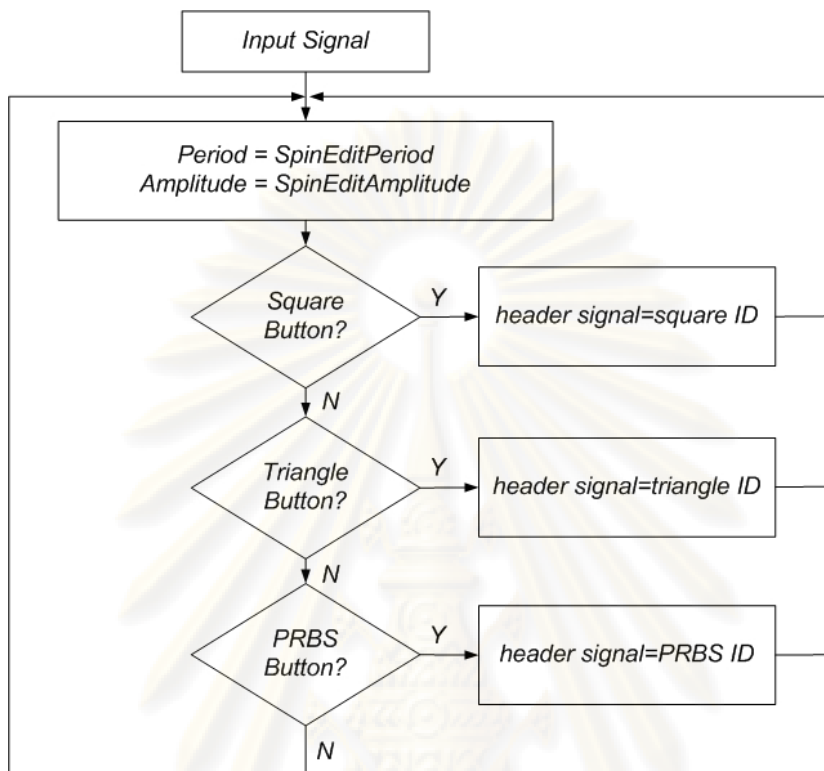 Input Signal
Period = SpinEditPeriod
Amplitude = SpinEditAmplitude
Square
Button?
Y
header signal=square ID
N
Triangle
Button?
Y
header signal=triangle ID
N
PRBS
Button?
Y
header signal=PRBS ID
N